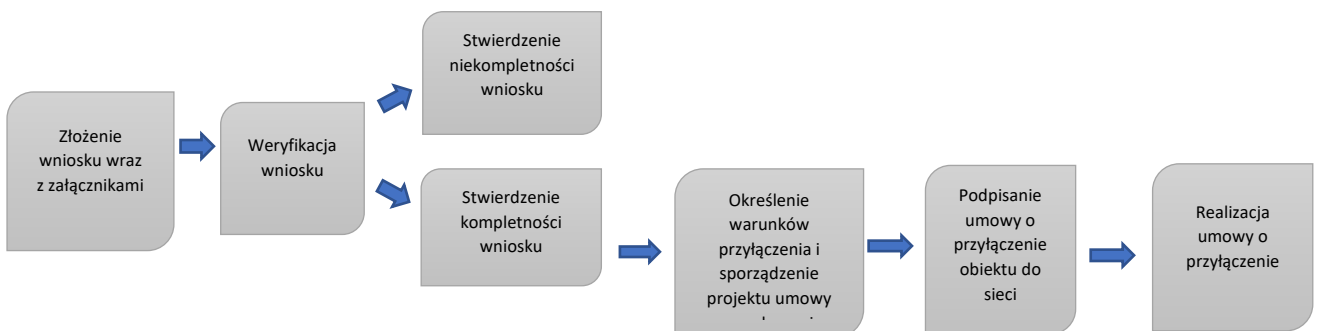 Złożenie
wniosku wraz
z załącznikami
Weryfikacja
wniosku
Stwierdzenie
niekompletności
wniosku
Stwierdzenie
kompletności
wniosku
Określenie
warunków
przyłączenia i
sporządzenie
projektu umowy
Podpisanie
umowy o
przyłączenie
obiektu do
sieci
Realizacja
umowy o
przyłączenie